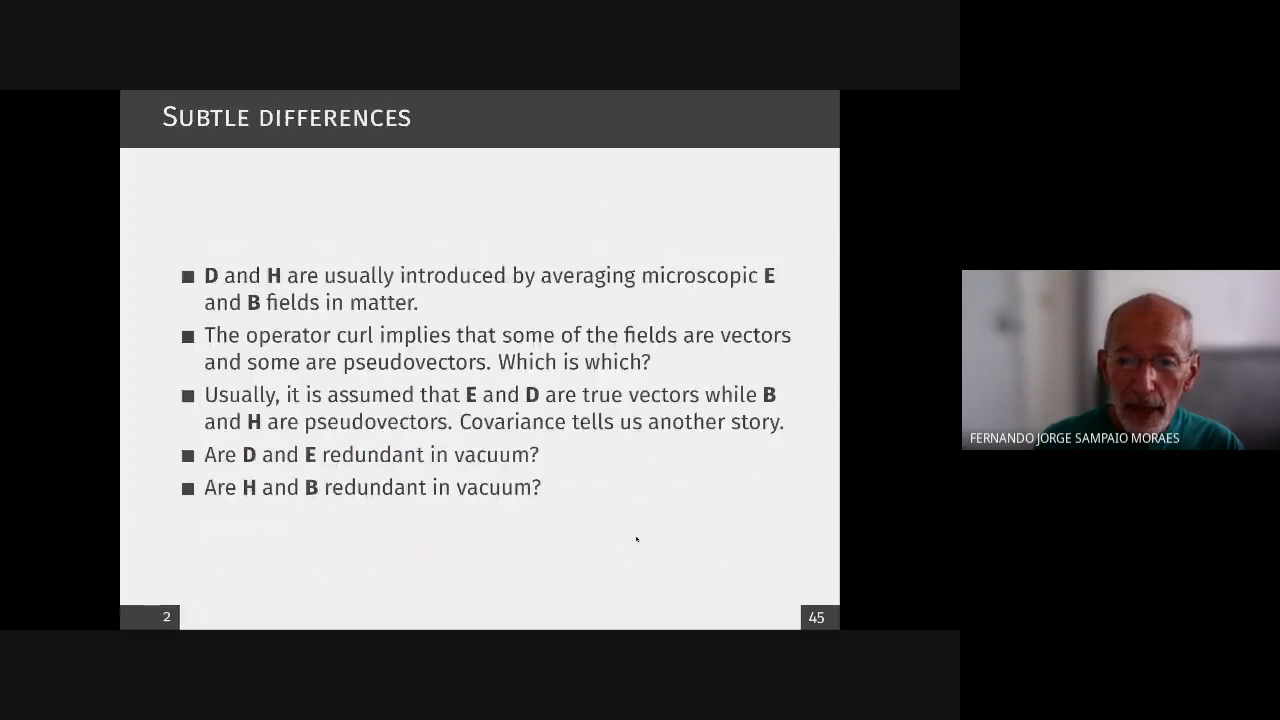 SUBTLE DIFFERENCES
D and H are usually introduced by averaging microscopic E
and B fields in matter.
The operator curl implies that some of the fields are vectors
and some are pseudovectors. Which is which?
Usually, it is assumed that E and D are true vectors while B
and H are pseudovectors. Covariance tells us another story.
Are D and E redundant in vacuum?
Are H and B redundant in vacuum?
2
45
FERNANDO JORGE SAMPAIO MORAES